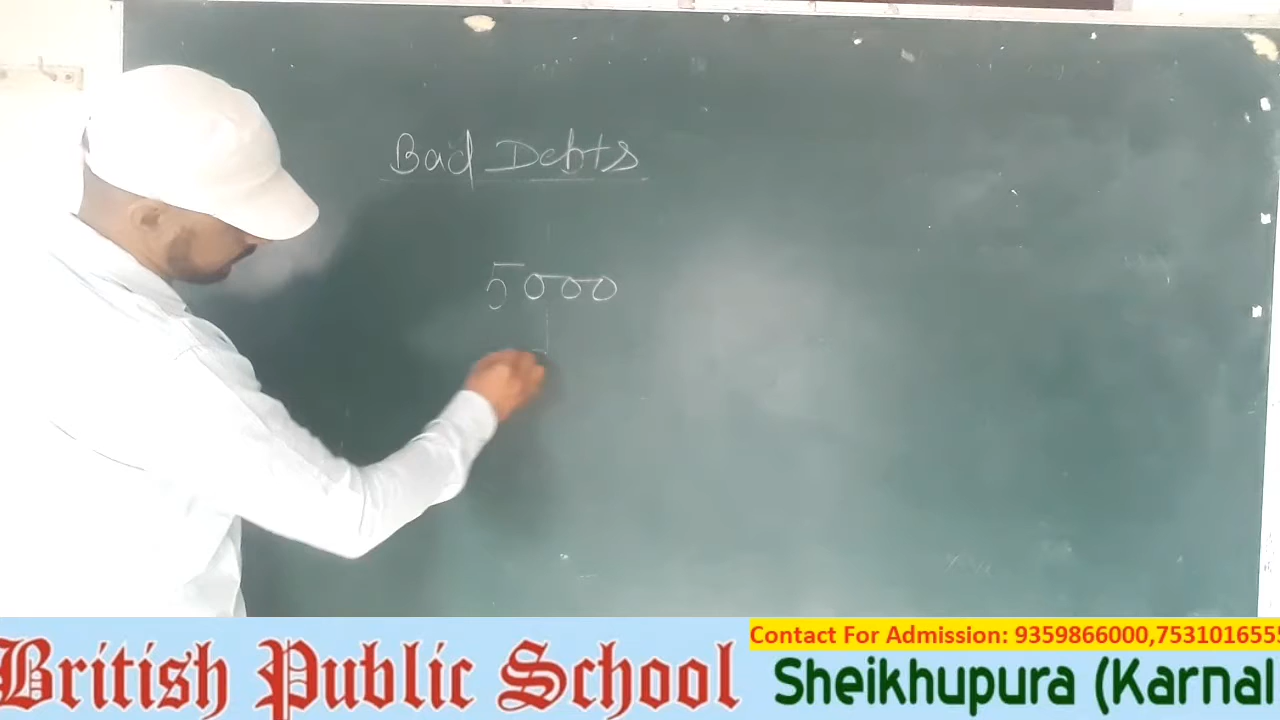 Bad Debts
5000
Contact For Admission: 9359866000,753101655
British Public School
Sheikhupura (Karnal